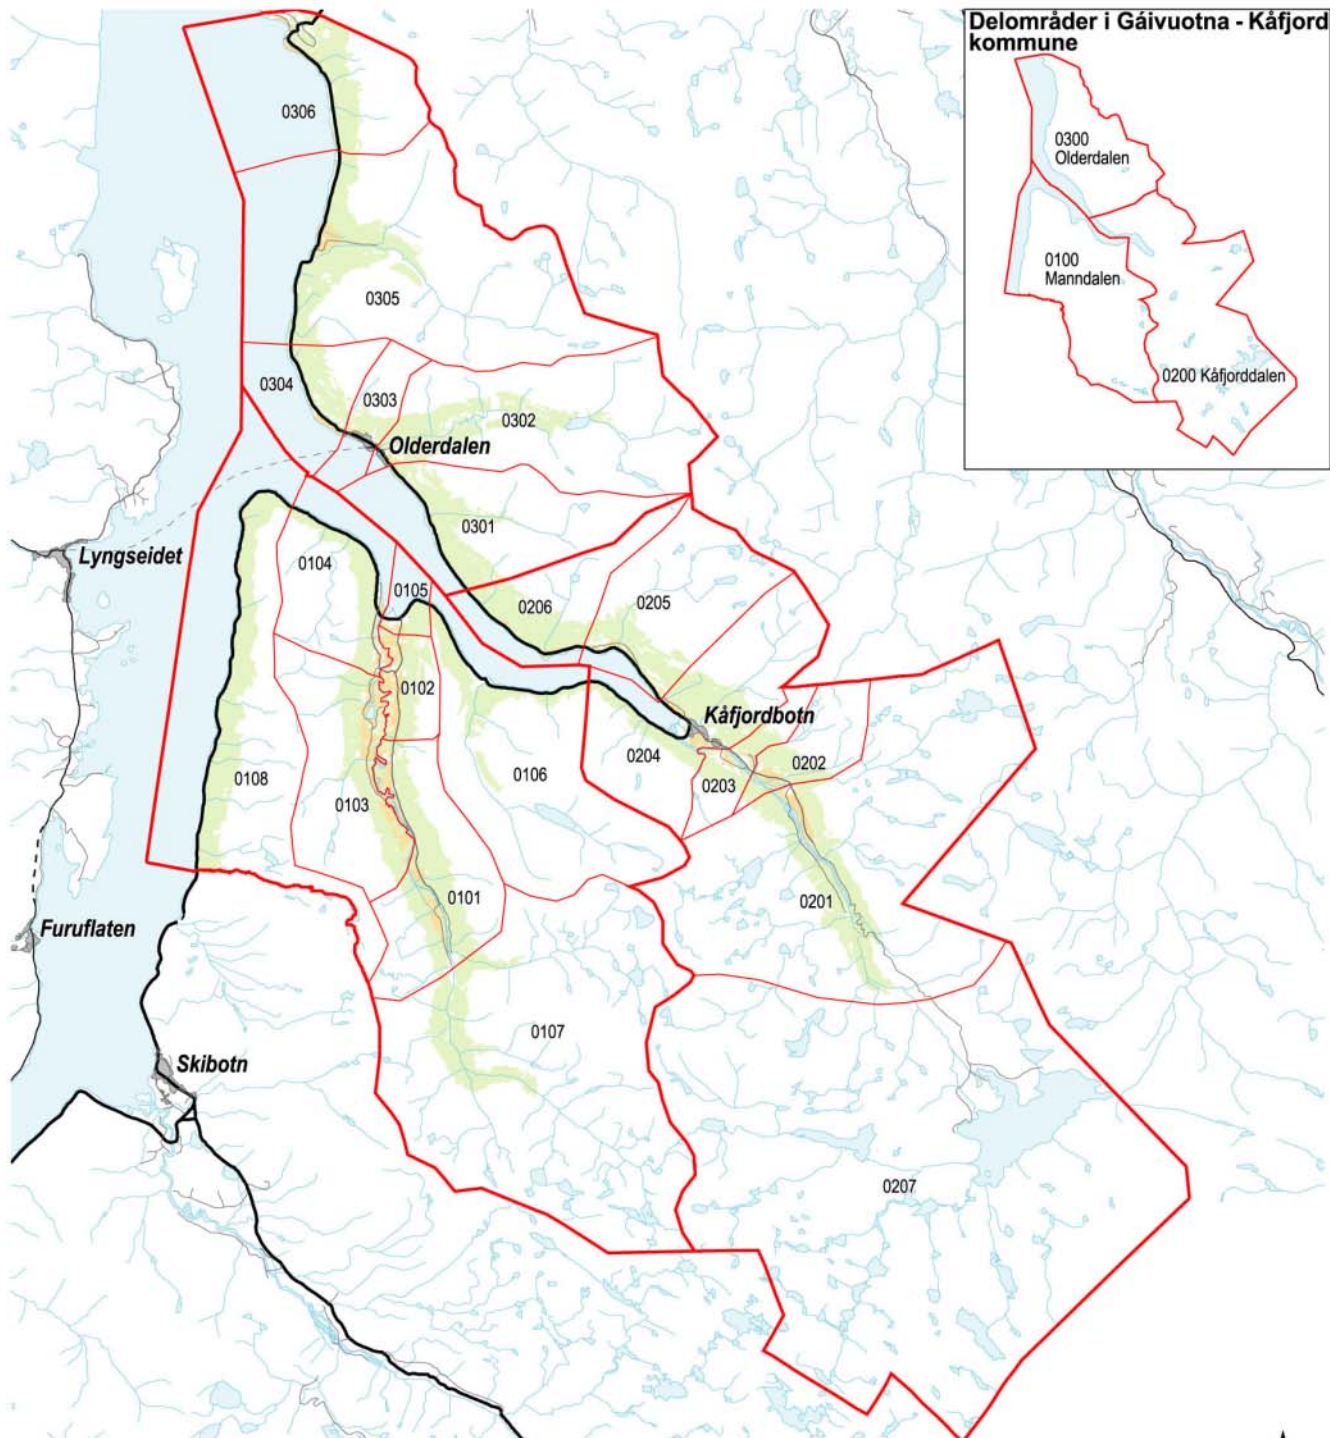 Delområder i Gáivuotna - Kåfjord
kommune
0300
Olderdalen
0100
Manndalen
0200 Kåfjorddalen
0306
0305
0304
0303
0302
Olderdalen
0301
Lyngseidet
0104
0105
0206
0205
0102
Kåfjordbotn
0204
0202
0203
0106
0108
0103
0101
0201
Furuflaten
0107
Skibotn
0207